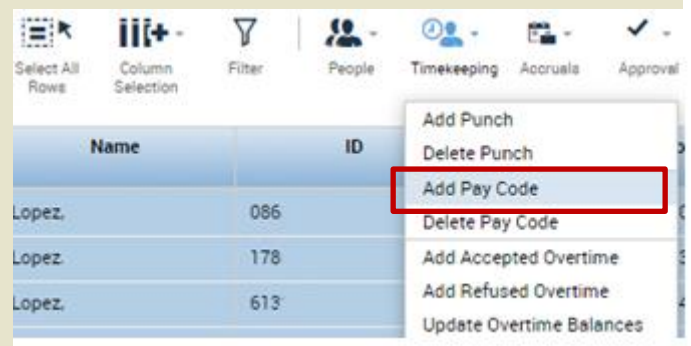 Select All Rows
Column Selection
Filter
People
Timekeeping
Accruals
Approval
Name
ID
Lopez,
086
Lopez.
178
Lopez,
613
Add Punch
Delete Punch
Add Pay Code
Delete Pay Code
Add Accepted Overtime
Add Refused Overtime
Update Overtime Balances